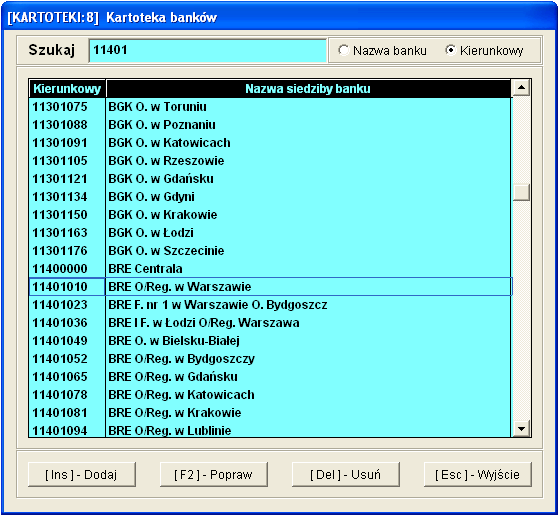 [KARTOTEKI:8] Kartoteka banków
Szukaj 11401 Nazwa banku Kierunkowy
Kierunkowy Nazwa siedziby banku
11301075 BGK O. w Toruniu
11301088 BGK O. w Poznaniu
11301091 BGK O. w Katowicach
11301105 BGK O. w Rzeszowie
11301121 BGK O. w Gdańsku
11301134 BGK O. w Gdyni
11301150 BGK O. w Krakowie
11301163 BGK O. w Łodzi
11301176 BGK O. w Szczecinie
11400000 BRE Centrala
11401010 BRE O/Reg. w Warszawie
11401023 BRE F. nr 1 w Warszawie O. Bydgoszcz
11401036 BRE I F. w Łodzi O/Reg. Warszawa
11401049 BRE O. w Bielsku-Białej
11401052 BRE O/Reg. w Bydgoszczy
11401065 BRE O/Reg. w Gdańsku
11401078 BRE O/Reg. w Katowicach
11401081 BRE O/Reg. w Krakowie
11401094 BRE O/Reg. w Lublinie
[Ins] - Dodaj [F2] - Popraw [Del] - Usuń [Esc] - Wyjście